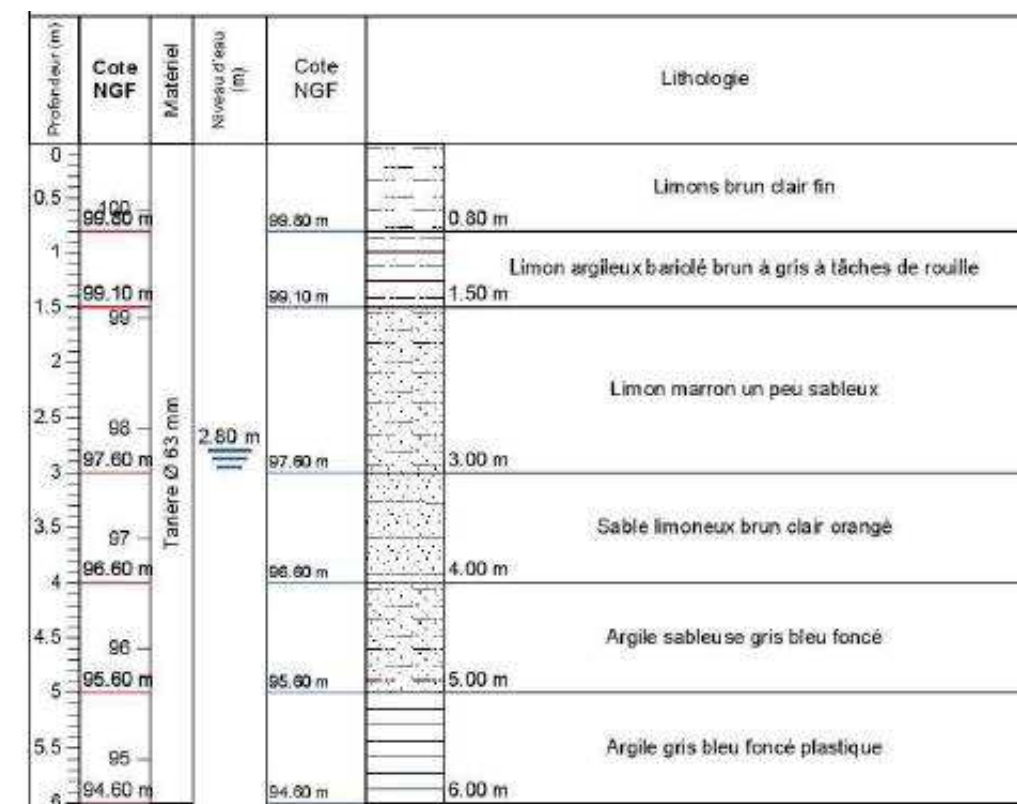 Profondeur (m)
Cote
NGF
Matériel
Niveau d'eau
(m)
Cote
NGF
Lithologie
0
Limons brun clair fin
0.5
100
99.80 m
99.80 m
0.80 m
1
Limon argileux bariolé brun à gris à tâches de rouille
99.10 m
99.10 m
1.50 m
1.5
99
2
Limon marron un peu sableux
2.5
98
2.80 m
97.60 m
97.60 m
3.00 m
3
Tarière Ø 63 mm
3.5
Sable limoneux brun clair orangé
97
96.60 m
96.60 m
4.00 m
4
4.5
Argile sableuse gris bleu foncé
96
95.60 m
95.60 m
5.00 m
5
5.5
Argile gris bleu foncé plastique
95
94.60 m
94.60 m
6.00 m
6